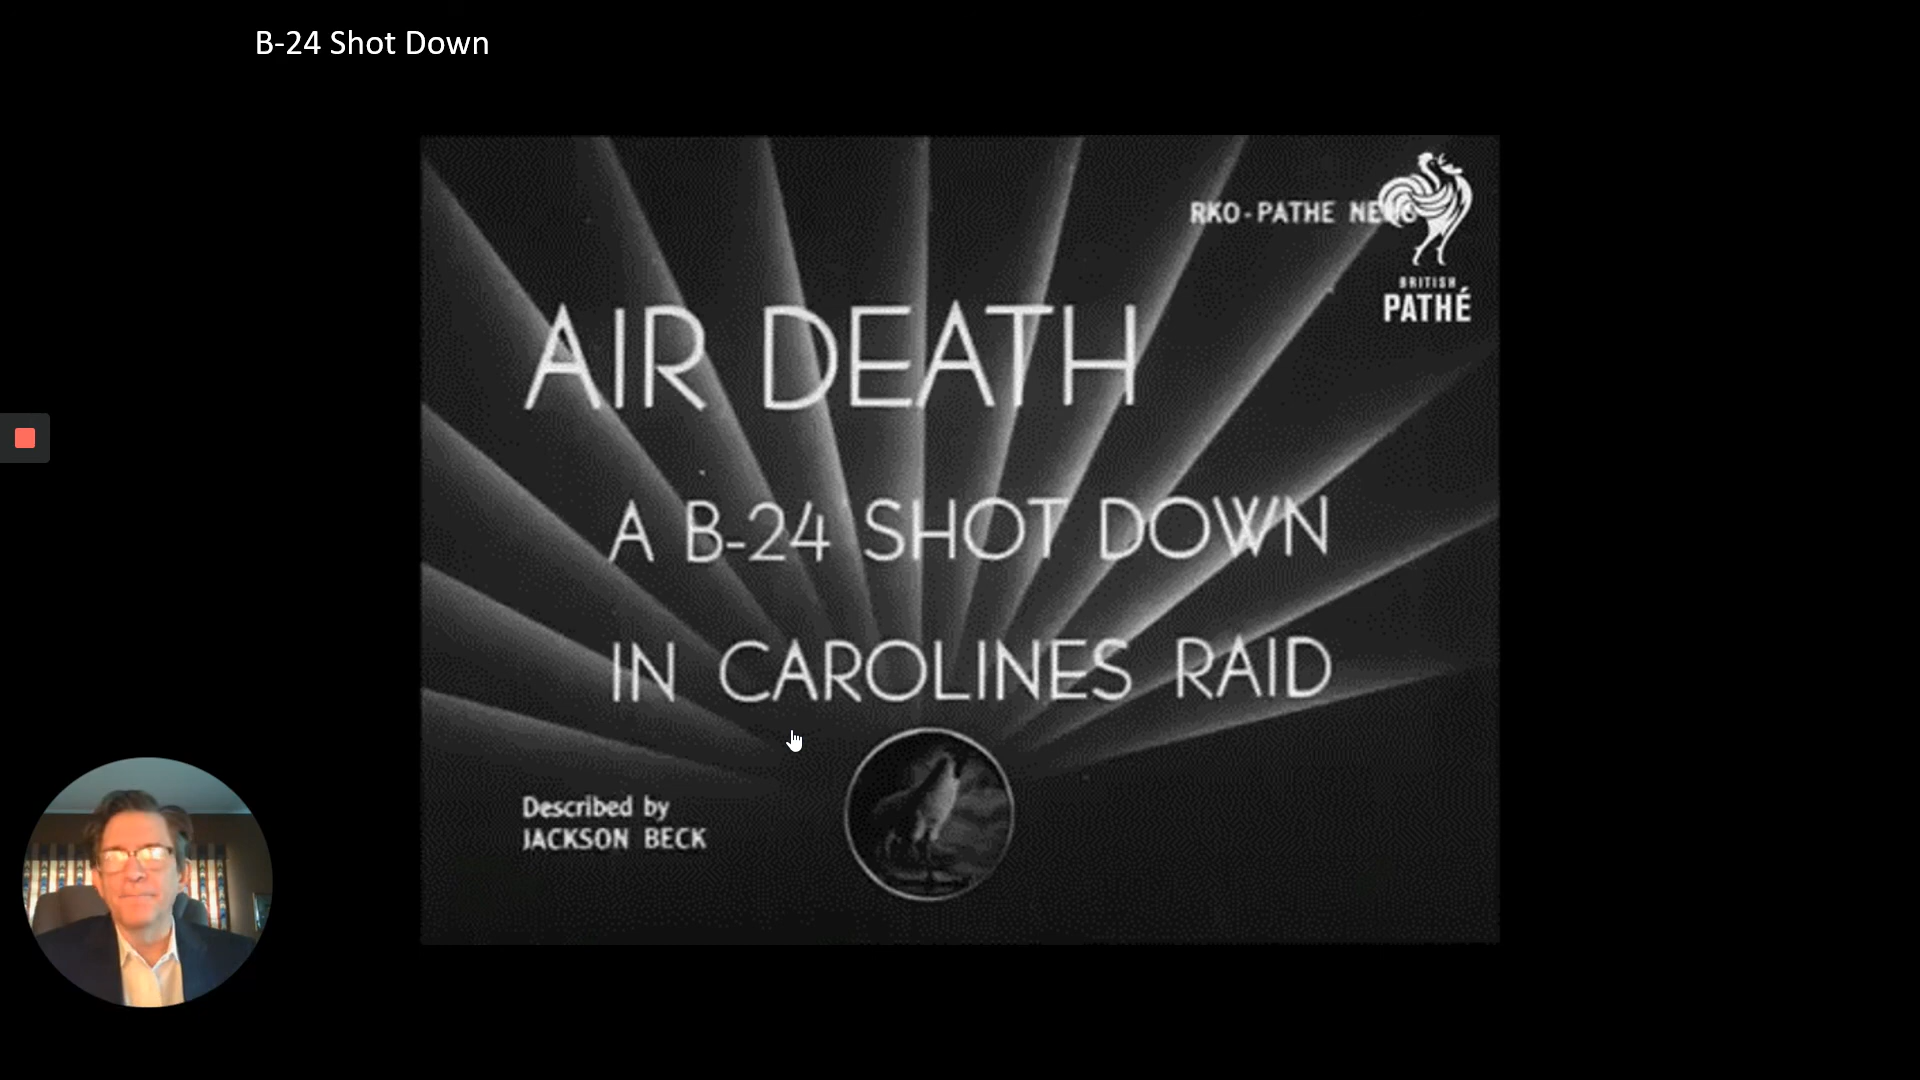 B-24 Shot Down
RKO-PATHE NEWS
BRITISH
PATHÉ
AIR DEATH
A B-24 SHOT DOWN
IN CAROLINES RAID
Described by
JACKSON BECK